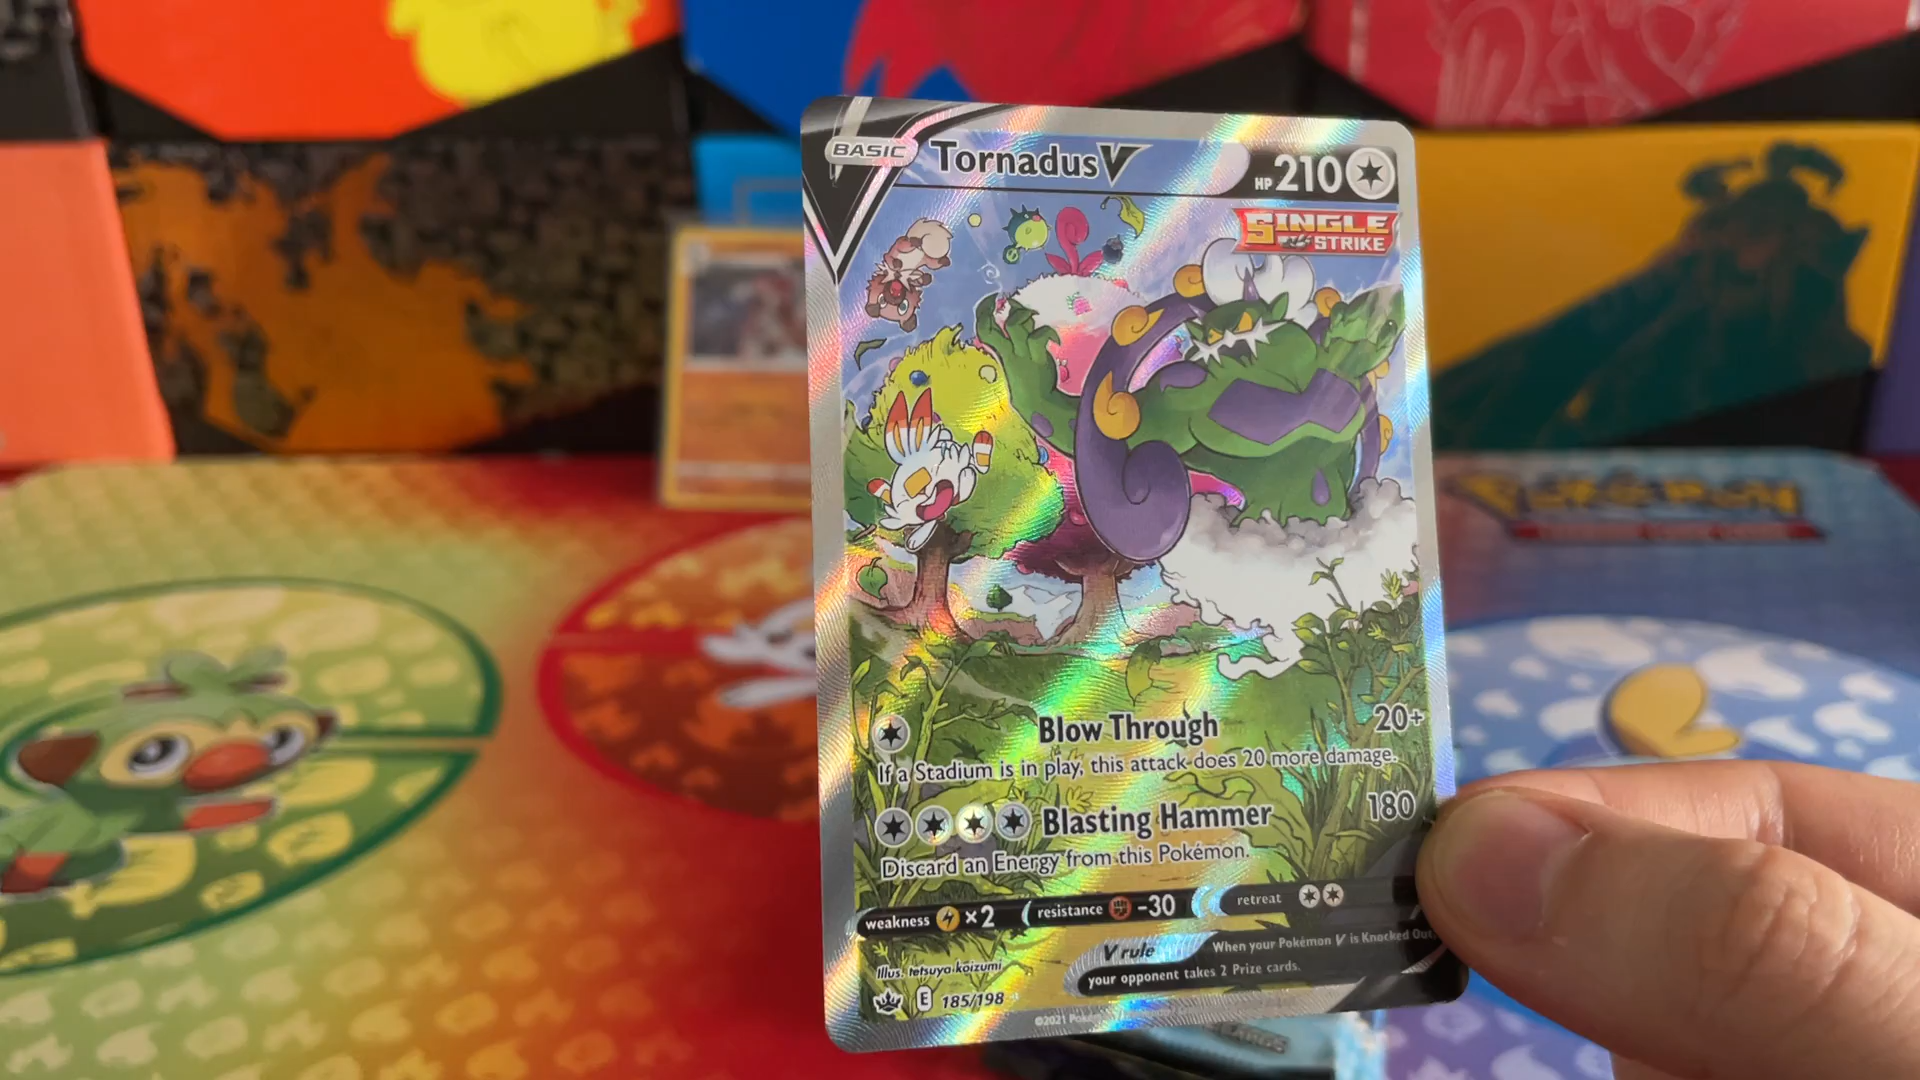 BASIC TornadusV HP 210
SINGLE
STRIKE
Blow Through 20+
If a Stadium is in play, this attack does 20 more damage.
Blasting Hammer 180
Discard an Energy from this Pokémon.
weakness ×2 resistance -30 retreat
V rule When your Pokémon V is Knocked Out,
your opponent takes 2 Prize cards.
Illus. tetsuya koizumi
E 185/198
©2021
POKÉMON